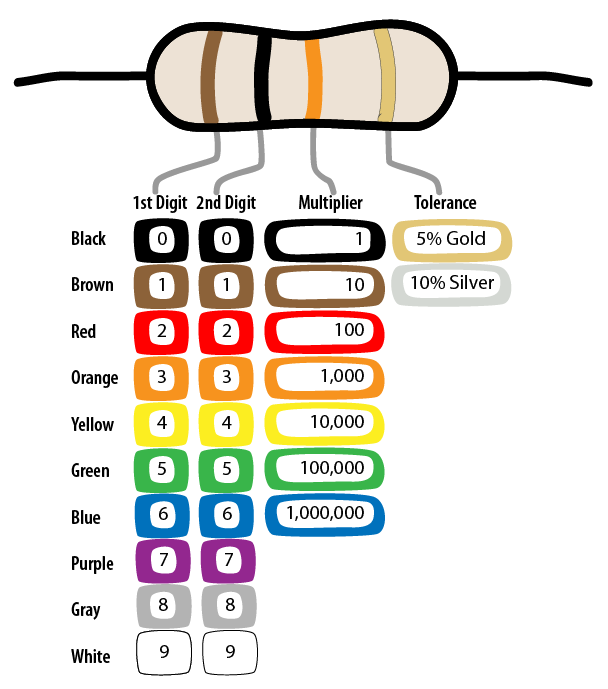 1st Digit 2nd Digit Multiplier Tolerance
Black 0 0 1 5% Gold
Brown 1 1 10 10% Silver
Red 2 2 100
Orange 3 3 1,000
Yellow 4 4 10,000
Green 5 5 100,000
Blue 6 6 1,000,000
Purple 7 7
Gray 8 8
White 9 9